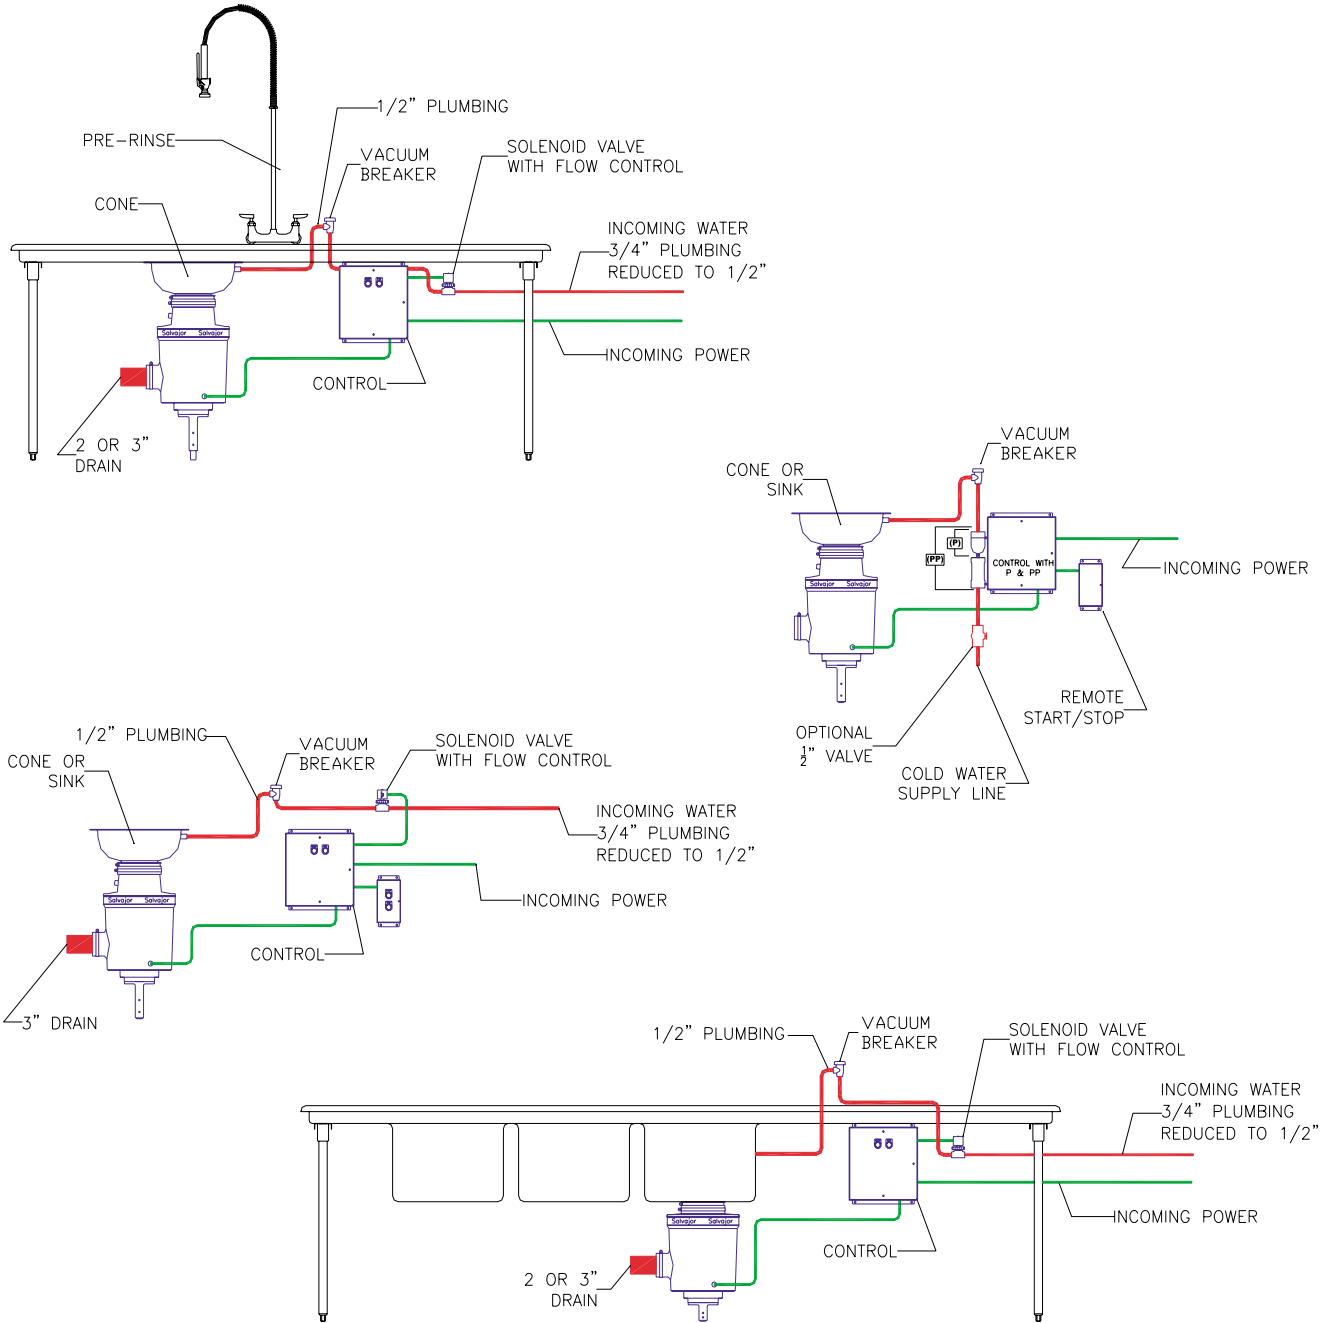 1/2” PLUMBING
PRE-RINSE
VACUUM
BREAKER
SOLENOID VALVE
WITH FLOW CONTROL
CONE
INCOMING WATER
3/4” PLUMBING
REDUCED TO 1/2”
Salvajor Salvajor
INCOMING POWER
CONTROL
2 OR 3”
DRAIN
VACUUM
BREAKER
CONE OR
SINK
(P)
(PP)
CONTROL WITH
P & PP
INCOMING POWER
Salvajor Salvajor
REMOTE
START/STOP
OPTIONAL
1/2” VALVE
COLD WATER
SUPPLY LINE
1/2” PLUMBING
CONE OR
SINK
VACUUM
BREAKER
SOLENOID VALVE
WITH FLOW CONTROL
INCOMING WATER
3/4” PLUMBING
REDUCED TO 1/2”
Salvajor Salvajor
INCOMING POWER
CONTROL
3” DRAIN
1/2” PLUMBING
VACUUM
BREAKER
SOLENOID VALVE
WITH FLOW CONTROL
INCOMING WATER
3/4” PLUMBING
REDUCED TO 1/2”
Salvajor Salvajor
INCOMING POWER
CONTROL
2 OR 3”
DRAIN